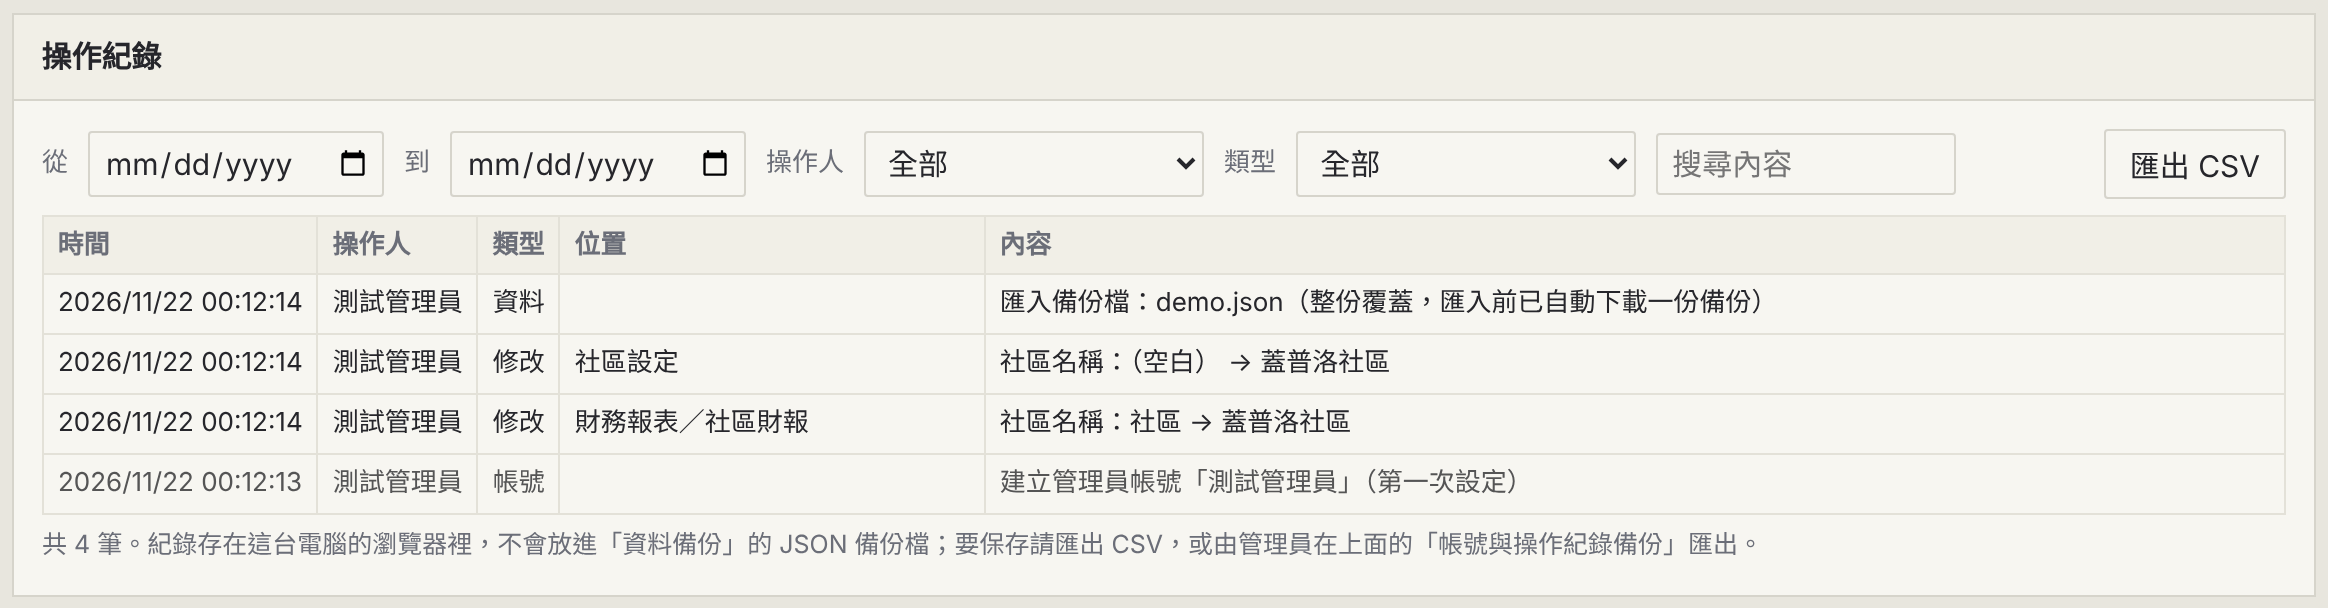 操作紀錄
從 mm/dd/yyyy 到 mm/dd/yyyy 操作人 全部 類型 全部 搜尋內容 匯出 CSV
時間 操作人 類型 位置 內容
2026/11/22 00:12:14 測試管理員 資料 匯入備份檔：demo.json（整份覆蓋，匯入前已自動下載一份備份）
2026/11/22 00:12:14 測試管理員 修改 社區設定 社區名稱：（空白） → 蓋普洛社區
2026/11/22 00:12:14 測試管理員 修改 財務報表／社區財報 社區名稱：社區 → 蓋普洛社區
2026/11/22 00:12:13 測試管理員 帳號 建立管理員帳號「測試管理員」（第一次設定）
共 4 筆。紀錄存在這台電腦的瀏覽器裡，不會放進「資料備份」的 JSON 備份檔；要保存請匯出 CSV，或由管理員在上面的「帳號與操作紀錄備份」匯出。